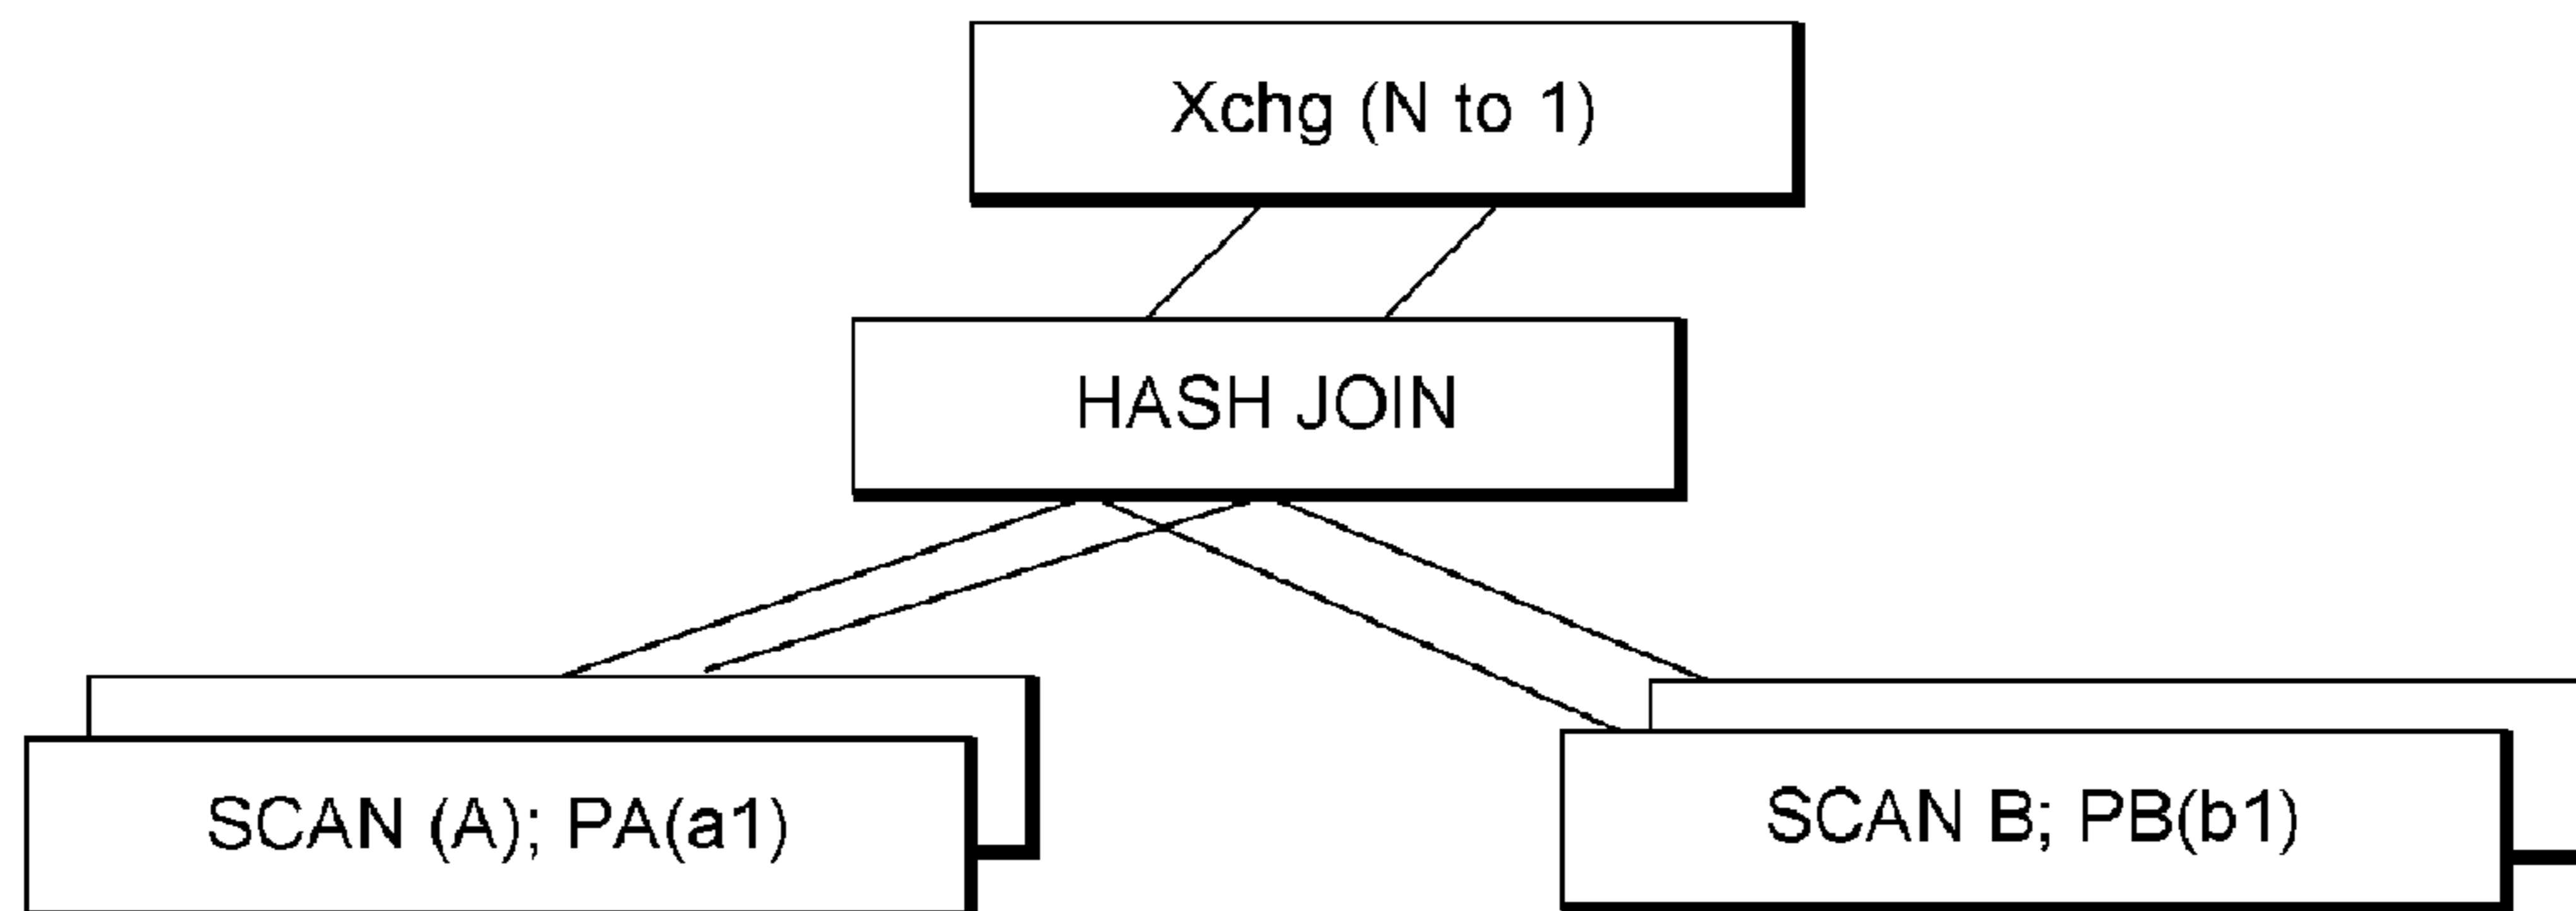 Xchg (N to 1)
HASH JOIN
SCAN (A); PA(a1)
SCAN B; PB(b1)